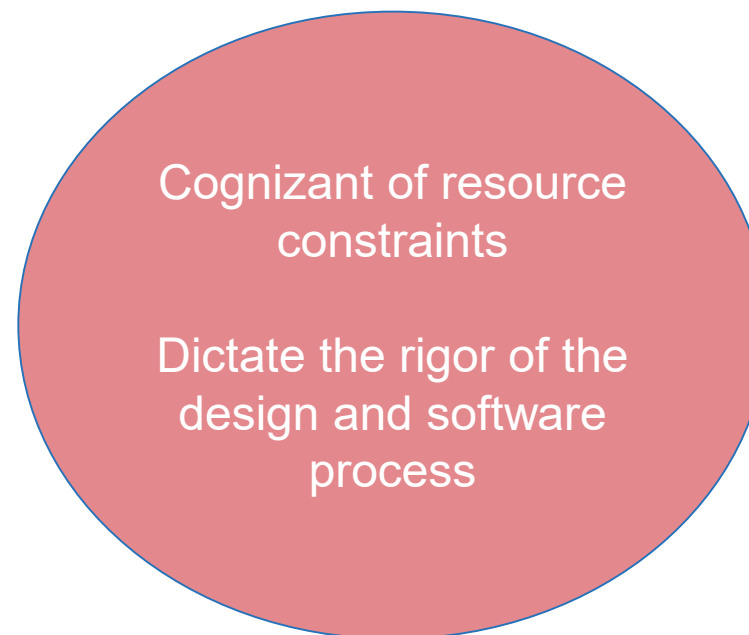 Cognizant of resource
constraints
Dictate the rigor of the
design and software
process